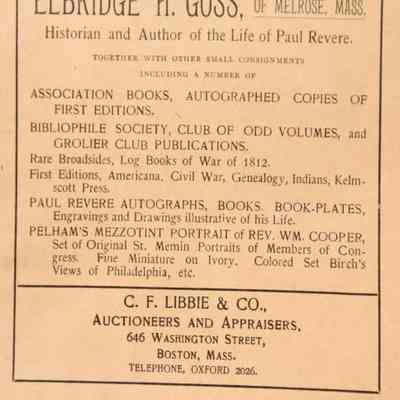 ELBRIDGE H. GOSS, OF MELROSE, MASS.
Historian and Author of the Life of Paul Revere.
TOGETHER WITH OTHER SMALL CONSIGNMENTS
INCLUDING A NUMBER OF
ASSOCIATION BOOKS, AUTOGRAPHED COPIES OF
FIRST EDITIONS.
BIBLIOPHILE SOCIETY, CLUB OF ODD VOLUMES, AND
GROLIER CLUB PUBLICATIONS.
Rare Broadsides, Log Books of War of 1812.
First Editions, Americana, Civil War, Genealogy, Indians, Kelm-
scott Press.
PAUL REVERE AUTOGRAPHS, BOOKS, BOOK-PLATES,
Engravings and Drawings illustrative of his Life.
PELHAM'S MEZZOTINT PORTRAIT OF REV. WM. COOPER,
Set of Original St. Memin Portraits of Members of Con-
gress. Fine Miniature on Ivory. Colored Set Birch's
Views of Philadelphia, etc.
C. F. LIBBIE & CO.,
AUCTIONEERS AND APPRAISERS,
646 WASHINGTON STREET,
BOSTON, MASS.
TELEPHONE, OXFORD 2026.